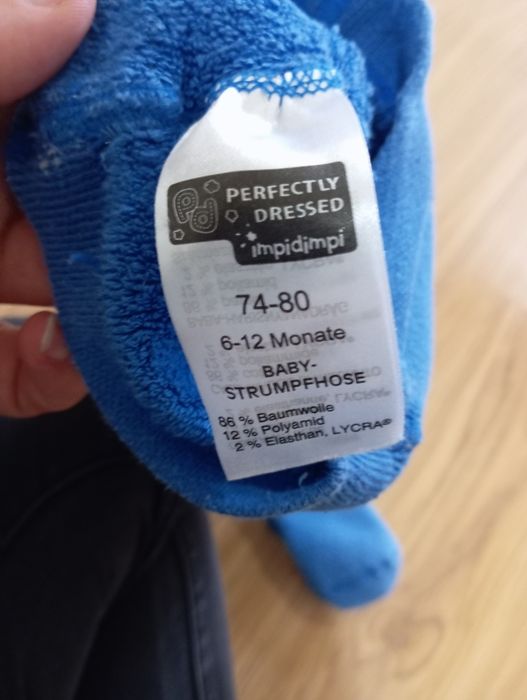 PERFECTLY
DRESSED
impidimpi
74-80
6-12 Monate
BABY-
STRUMPFHOSE
86 % Baumwolle
12 % Polyamid
2 % Elasthan, LYCRA®